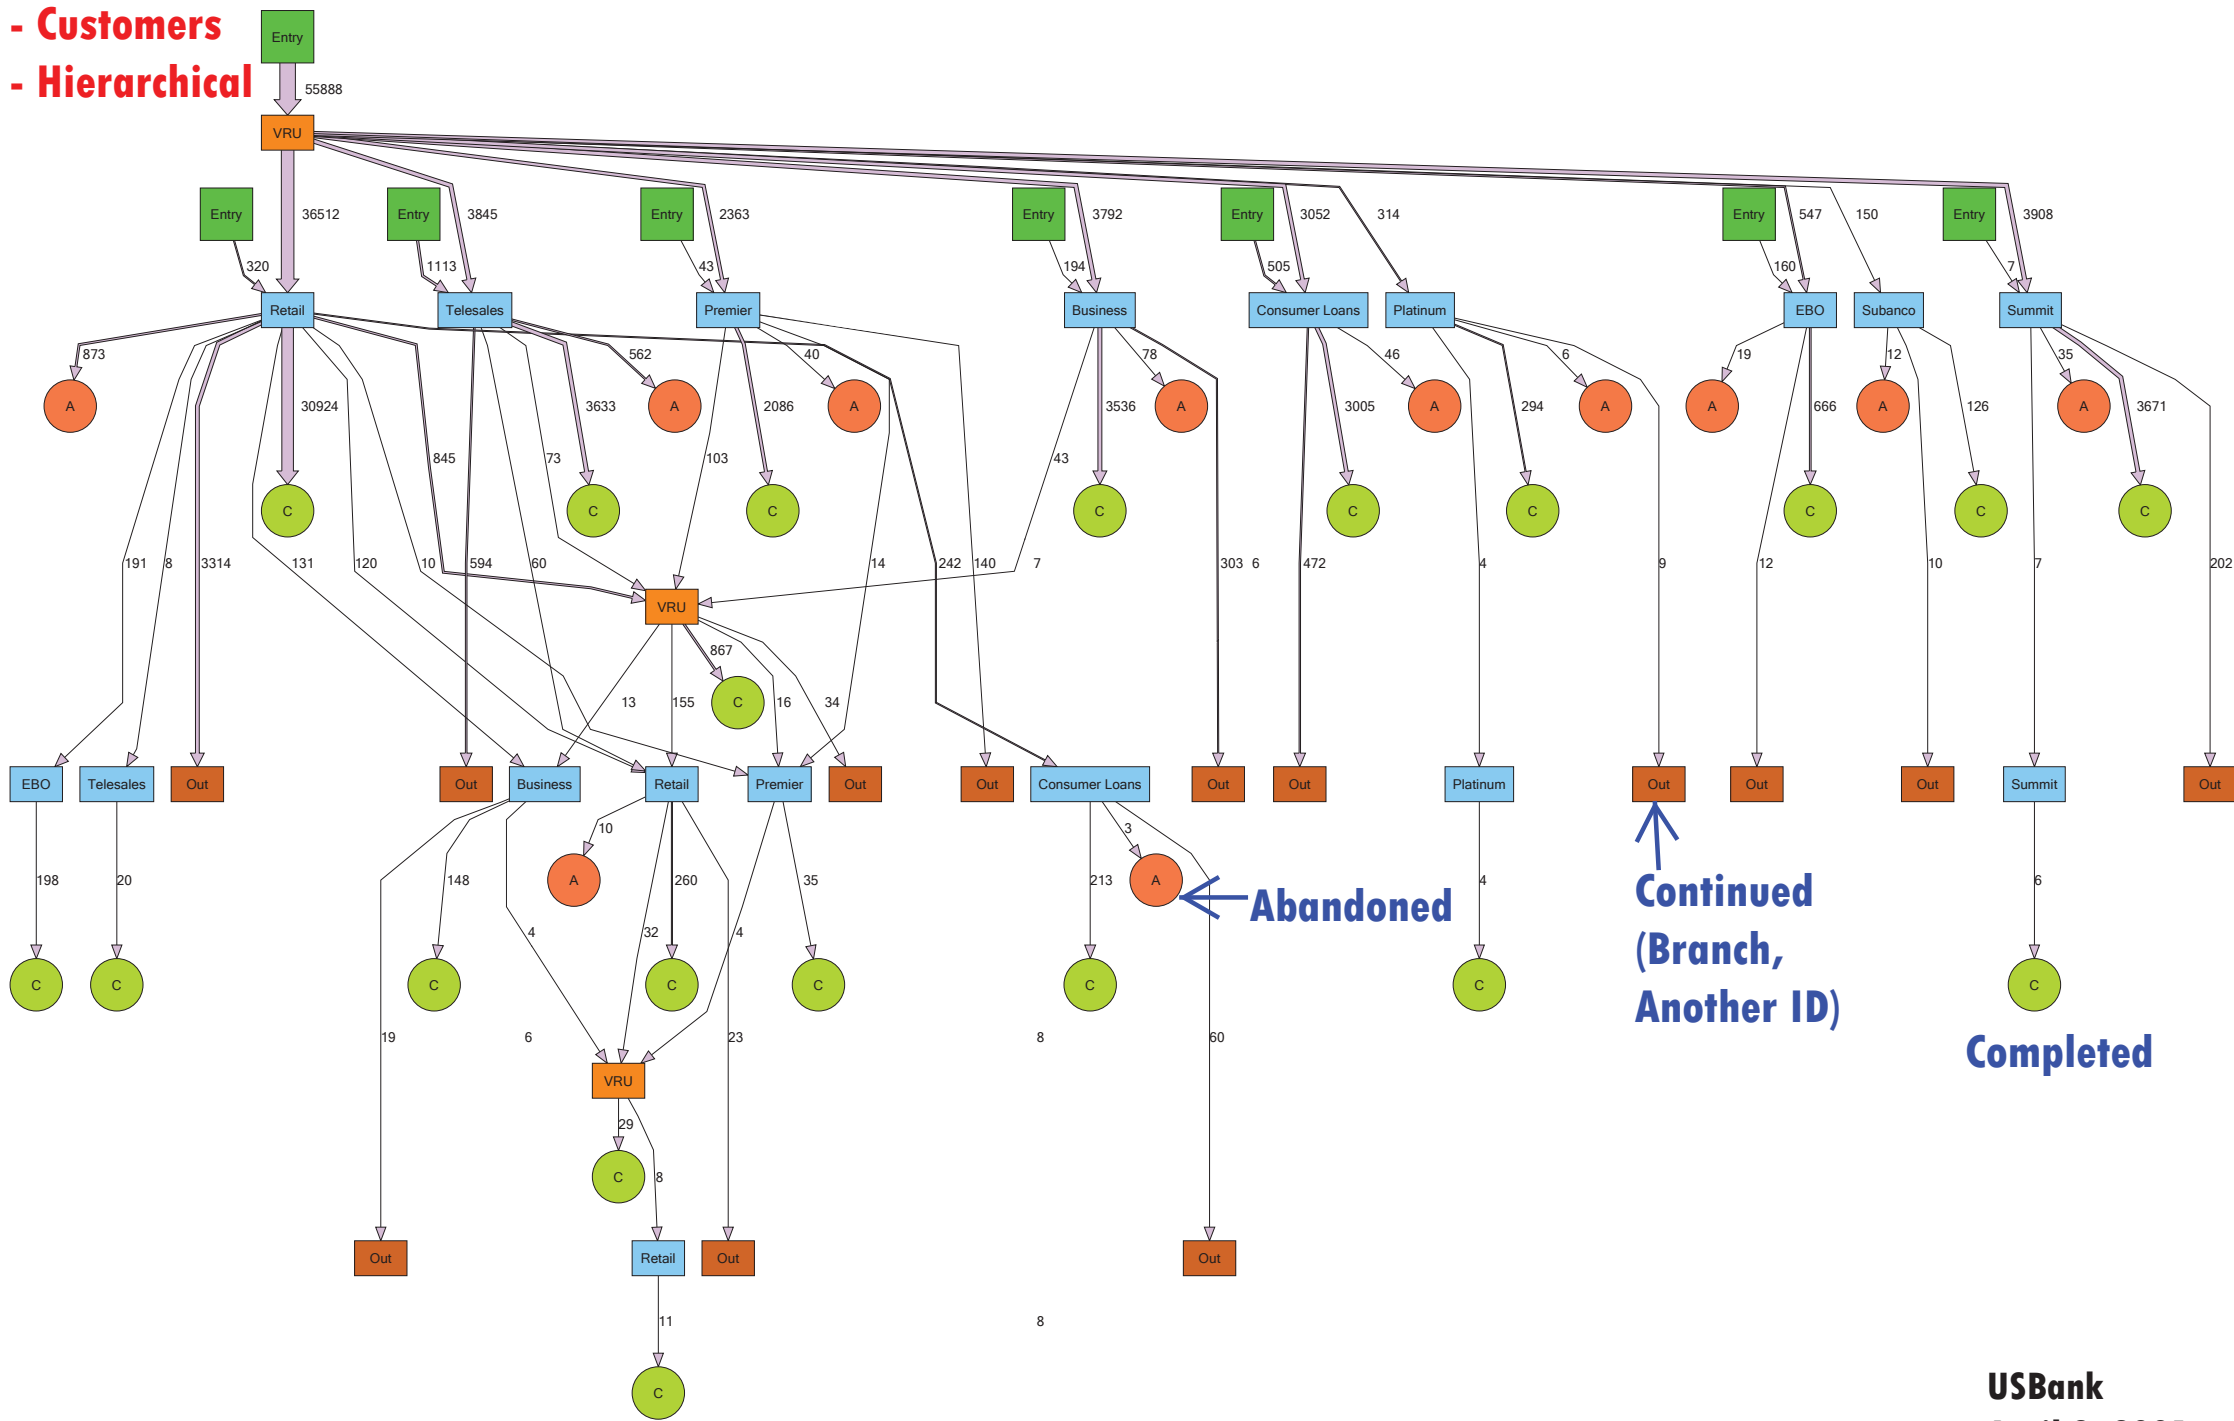 - Customers
- Hierarchical
Entry
55888
VRU
Entry
36512
Entry
3845
Entry
2363
Entry
3792
Entry
3052
314
Entry
547
150
Entry
3908
320
1113
43
194
505
160
7
Retail
Telesales
Premier
Business
Consumer Loans
Platinum
EBO
Subanco
Summit
873
562
40
78
46
6
19
12
35
A
30924
3633
A
2086
A
3536
A
3005
A
294
A
A
666
A
126
A
3671
845
73
103
43
C
C
C
C
C
C
C
C
C
191
8
3314
131
120
10
594
60
14
242
140
7
303
6
472
4
9
12
10
7
202
VRU
867
13
155
C
16
34
EBO
Telesales
Out
Out
Business
Retail
Premier
Out
Out
Consumer Loans
Out
Out
Platinum
Out
Out
Out
Summit
Out
10
3
198
20
148
A
260
35
213
A
4
6
Abandoned
Continued
(Branch,
Another ID)
4
32
4
C
C
C
C
C
C
C
C
19
6
23
8
60
Completed
VRU
29
C
8
Out
Retail
Out
Out
11
8
C
USBank